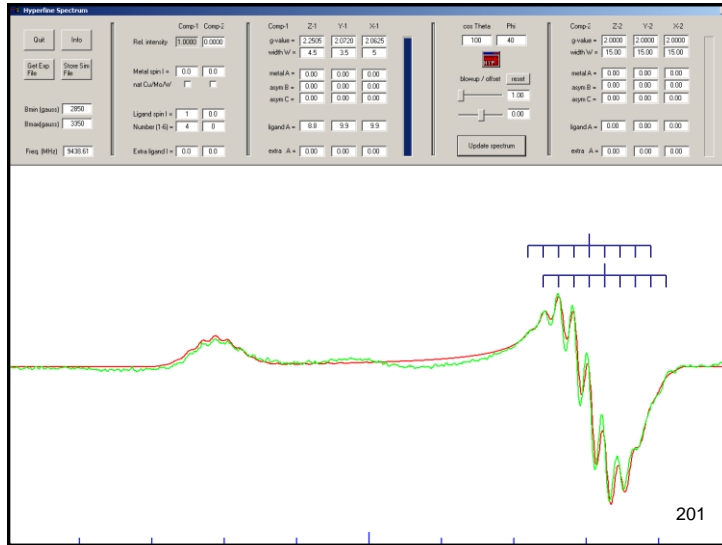 Hyperfine Spectrum
Comp-1 Comp-2
Quit Info
Rel. intensity 1.0000 0.0000
Get Exp File
Store Sim File
Metal spin I = 0.0 0.0
nat Cu/Mo/W
Bmin (gauss) 2850
Bmax(gauss) 3350
Ligand spin I = 1 0.0
Number (1-6) = 4 0
Freq. (MHz) 9438.61
Extra ligand I = 0.0 0.0
Comp-1 Z-1 Y-1 X-1
g-value = 2.2505 2.0720 2.0625
width W = 4.5 3.5 5
metal A = 0.00 0.00 0.00
asym B = 0.00 0.00 0.00
asym C = 0.00 0.00 0.00
ligand A = 8.8 9.9 9.9
extra A = 0.00 0.00 0.00
cos Theta Phi
100 40
blowup / offset reset
1.00
0.00
Update spectrum
Comp-2 Z-2 Y-2 X-2
g-value = 2.0000 2.0000 2.0000
width W = 15.00 15.00 15.00
metal A = 0.00 0.00 0.00
asym B = 0.00 0.00 0.00
asym C = 0.00 0.00 0.00
ligand A = 0.00 0.00 0.00
extra A = 0.00 0.00 0.00
201